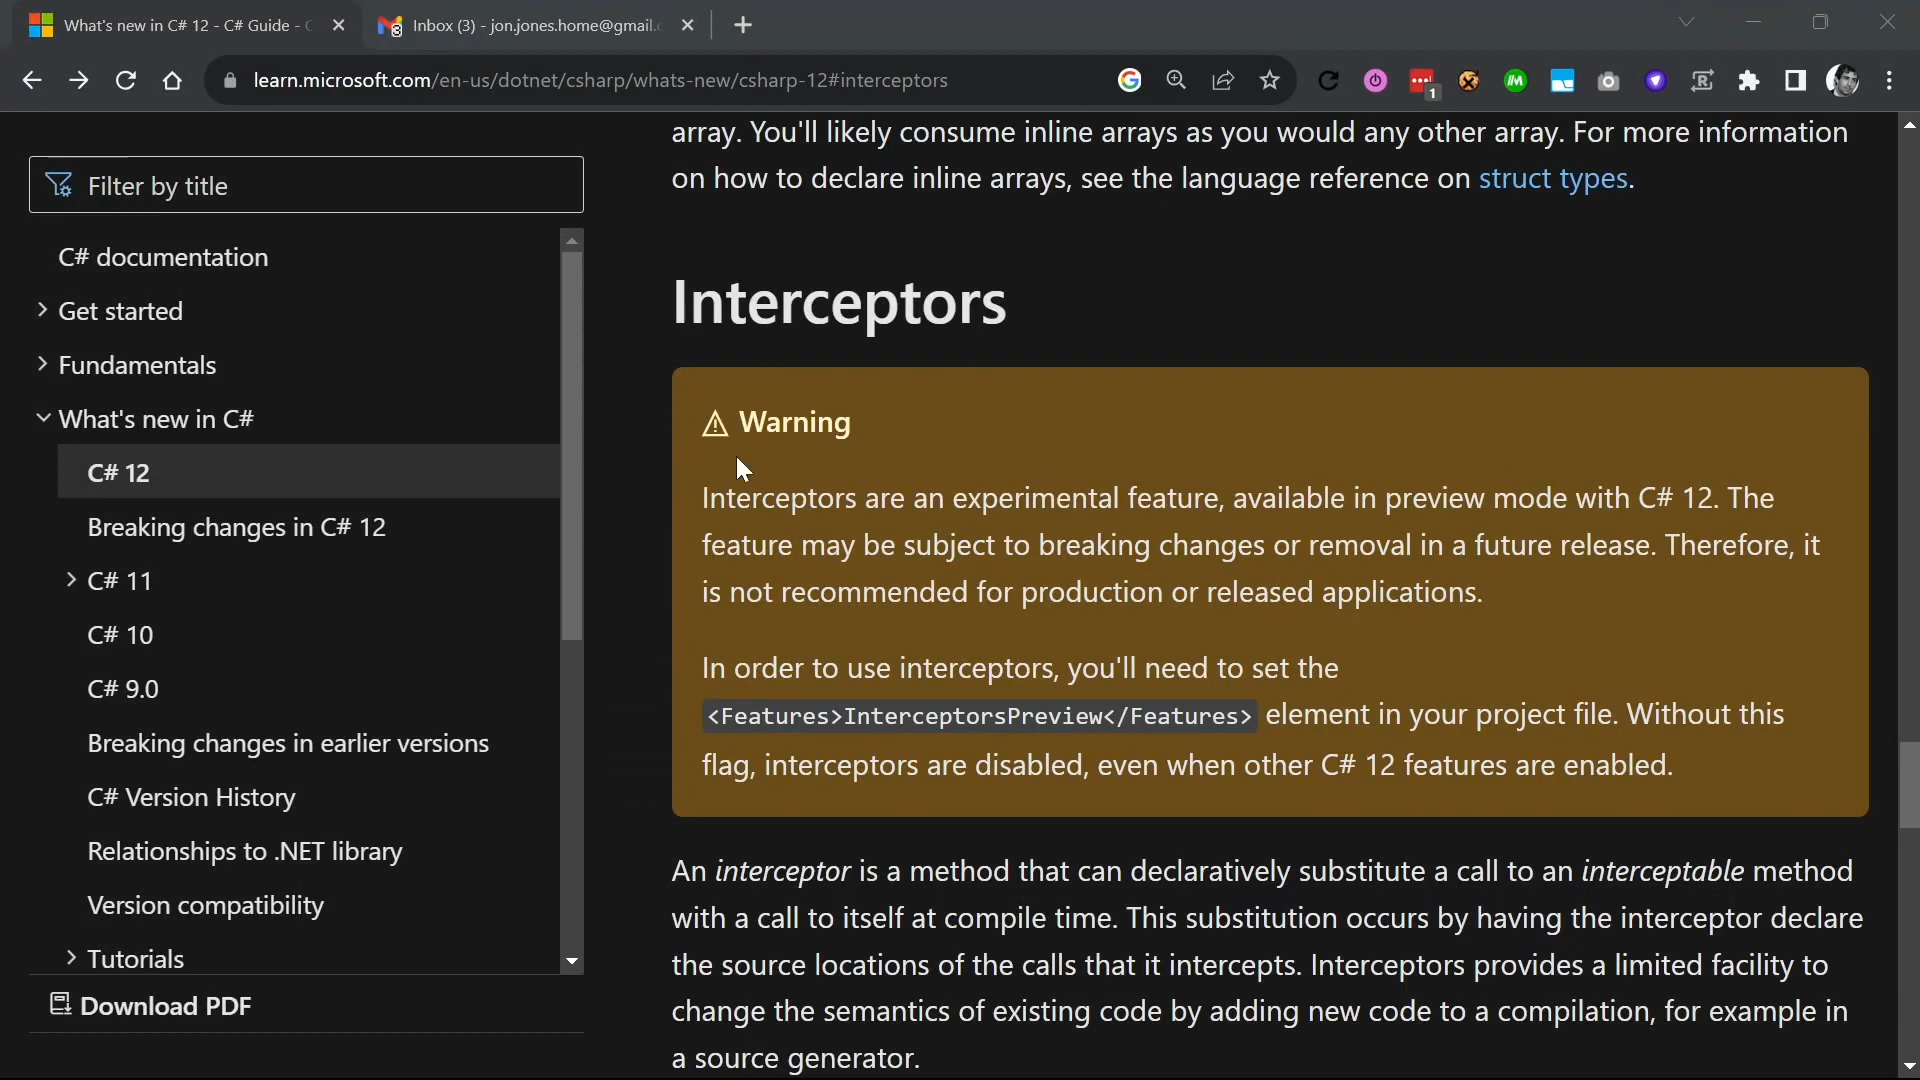 What's new in C# 12 - C# Guide - C
Inbox (3) - jon.jones.home@gmail.c
learn.microsoft.com/en-us/dotnet/csharp/whats-new/csharp-12#interceptors
1
Filter by title
C# documentation
Get started
Fundamentals
What's new in C#
C# 12
Breaking changes in C# 12
C# 11
C# 10
C# 9.0
Breaking changes in earlier versions
C# Version History
Relationships to .NET library
Version compatibility
Tutorials
Download PDF
array. You'll likely consume inline arrays as you would any other array. For more information
on how to declare inline arrays, see the language reference on struct types.
Interceptors
Warning
Interceptors are an experimental feature, available in preview mode with C# 12. The
feature may be subject to breaking changes or removal in a future release. Therefore, it
is not recommended for production or released applications.
In order to use interceptors, you'll need to set the
<Features>InterceptorsPreview</Features> element in your project file. Without this
flag, interceptors are disabled, even when other C# 12 features are enabled.
An interceptor is a method that can declaratively substitute a call to an interceptable method
with a call to itself at compile time. This substitution occurs by having the interceptor declare
the source locations of the calls that it intercepts. Interceptors provides a limited facility to
change the semantics of existing code by adding new code to a compilation, for example in
a source generator.